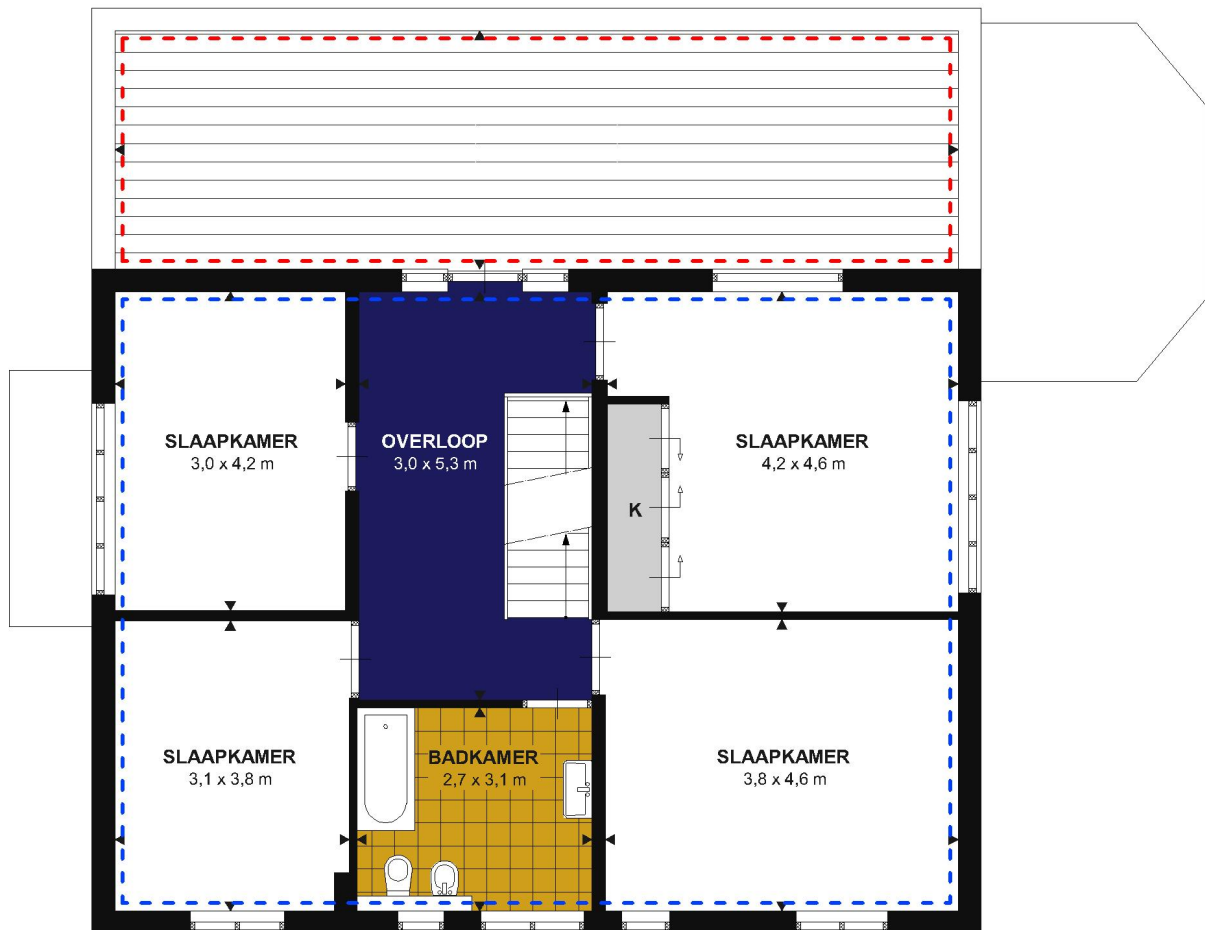 SLAAPKAMER
3,0 x 4,2 m
OVERLOOP
3,0 x 5,3 m
SLAAPKAMER
4,2 x 4,6 m
K
SLAAPKAMER
3,1 x 3,8 m
BADKAMER
2,7 x 3,1 m
SLAAPKAMER
3,8 x 4,6 m